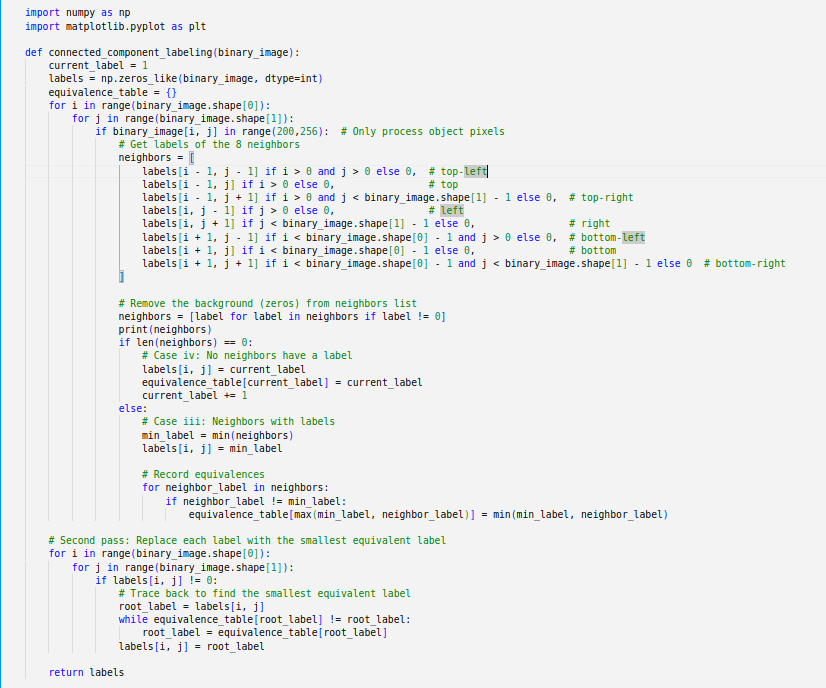 import numpy as np
import matplotlib.pyplot as plt

def connected_component_labeling(binary_image):
    current_label = 1
    labels = np.zeros_like(binary_image, dtype=int)
    equivalence_table = {}
    for i in range(binary_image.shape[0]):
        for j in range(binary_image.shape[1]):
            if binary_image[i, j] in range(200,256):  # Only process object pixels
                # Get labels of the 8 neighbors
                neighbors = [
                    labels[i - 1, j - 1] if i > 0 and j > 0 else 0,  # top-left
                    labels[i - 1, j] if i > 0 else 0,                # top
                    labels[i - 1, j + 1] if i > 0 and j < binary_image.shape[1] - 1 else 0,  # top-right
                    labels[i, j - 1] if j > 0 else 0,                # left
                    labels[i, j + 1] if j < binary_image.shape[1] - 1 else 0,                # right
                    labels[i + 1, j - 1] if i < binary_image.shape[0] - 1 and j > 0 else 0,  # bottom-left
                    labels[i + 1, j] if i < binary_image.shape[0] - 1 else 0,                # bottom
                    labels[i + 1, j + 1] if i < binary_image.shape[0] - 1 and j < binary_image.shape[1] - 1 else 0  # bottom-right
                ]

                # Remove the background (zeros) from neighbors list
                neighbors = [label for label in neighbors if label != 0]
                print(neighbors)
                if len(neighbors) == 0:
                    # Case iv: No neighbors have a label
                    labels[i, j] = current_label
                    equivalence_table[current_label] = current_label
                    current_label += 1
                else:
                    # Case iii: Neighbors with labels
                    min_label = min(neighbors)
                    labels[i, j] = min_label

                    # Record equivalences
                    for neighbor_label in neighbors:
                        if neighbor_label != min_label:
                            equivalence_table[max(min_label, neighbor_label)] = min(min_label, neighbor_label)

    # Second pass: Replace each label with the smallest equivalent label
    for i in range(binary_image.shape[0]):
        for j in range(binary_image.shape[1]):
            if labels[i, j] != 0:
                # Trace back to find the smallest equivalent label
                root_label = labels[i, j]
                while equivalence_table[root_label] != root_label:
                    root_label = equivalence_table[root_label]
                labels[i, j] = root_label

    return labels